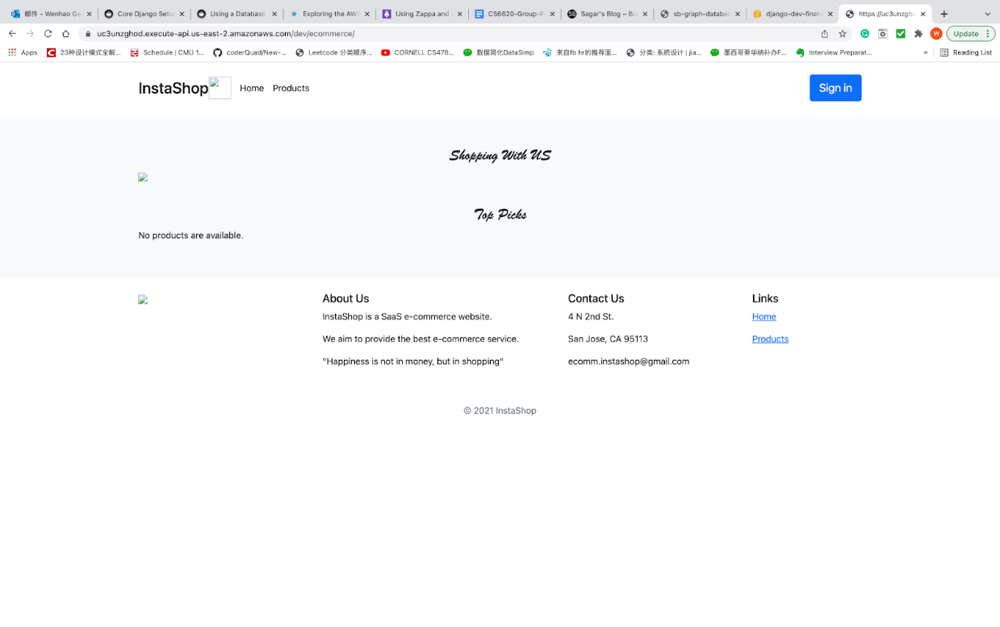 邮件 - Wenhao Ge
Core Django Setup
Using a Database
Exploring the AWS
Using Zappa and A
CS6620-Group-P
Sagar's Blog – Bu
sb-graph-databas
django-dev-final-
https://uc3unzgho
uc3unzghod.execute-api.us-east-2.amazonaws.com/dev/ecommerce/
W
Update
Apps
23种设计模式全解...
Schedule | CMU 1...
coderQuad/New-...
Leetcode 分类顺序...
CORNELL CS478...
数据简化DataSimp
来自fb hr的推荐面...
分类: 系统设计 | jia...
墨西哥蒂华纳补办F...
Interview Preparat...
»
Reading List
InstaShop
Home
Products
Sign in
Shopping With US
Top Picks
No products are available.
About Us
InstaShop is a SaaS e-commerce website.
We aim to provide the best e-commerce service.
"Happiness is not in money, but in shopping"
Contact Us
4 N 2nd St.
San Jose, CA 95113
ecomm.instashop@gmail.com
Links
Home
Products
© 2021 InstaShop